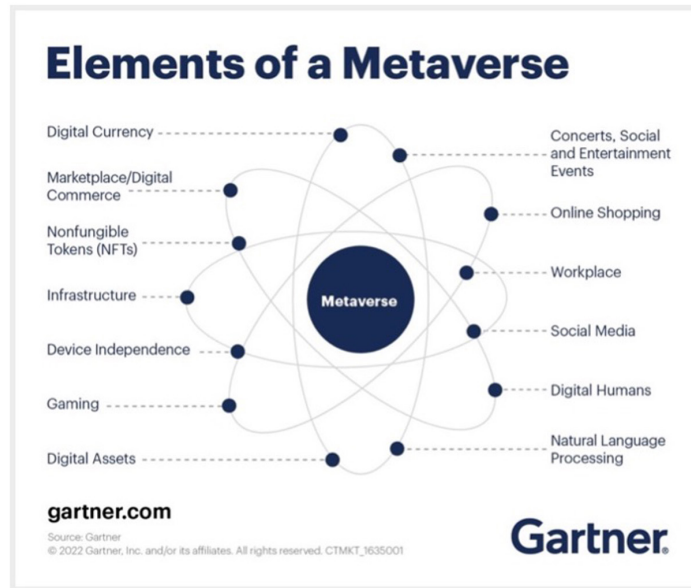 Elements of a Metaverse
Digital Currency
Marketplace/Digital
Commerce
Nonfungible
Tokens (NFTs)
Infrastructure
Device Independence
Gaming
Digital Assets
Metaverse
Concerts, Social
and Entertainment
Events
Online Shopping
Workplace
Social Media
Digital Humans
Natural Language
Processing
gartner.com
Source: Gartner
© 2022 Gartner, Inc. and/or its affiliates. All rights reserved. CTMKT_1635001
Gartner®